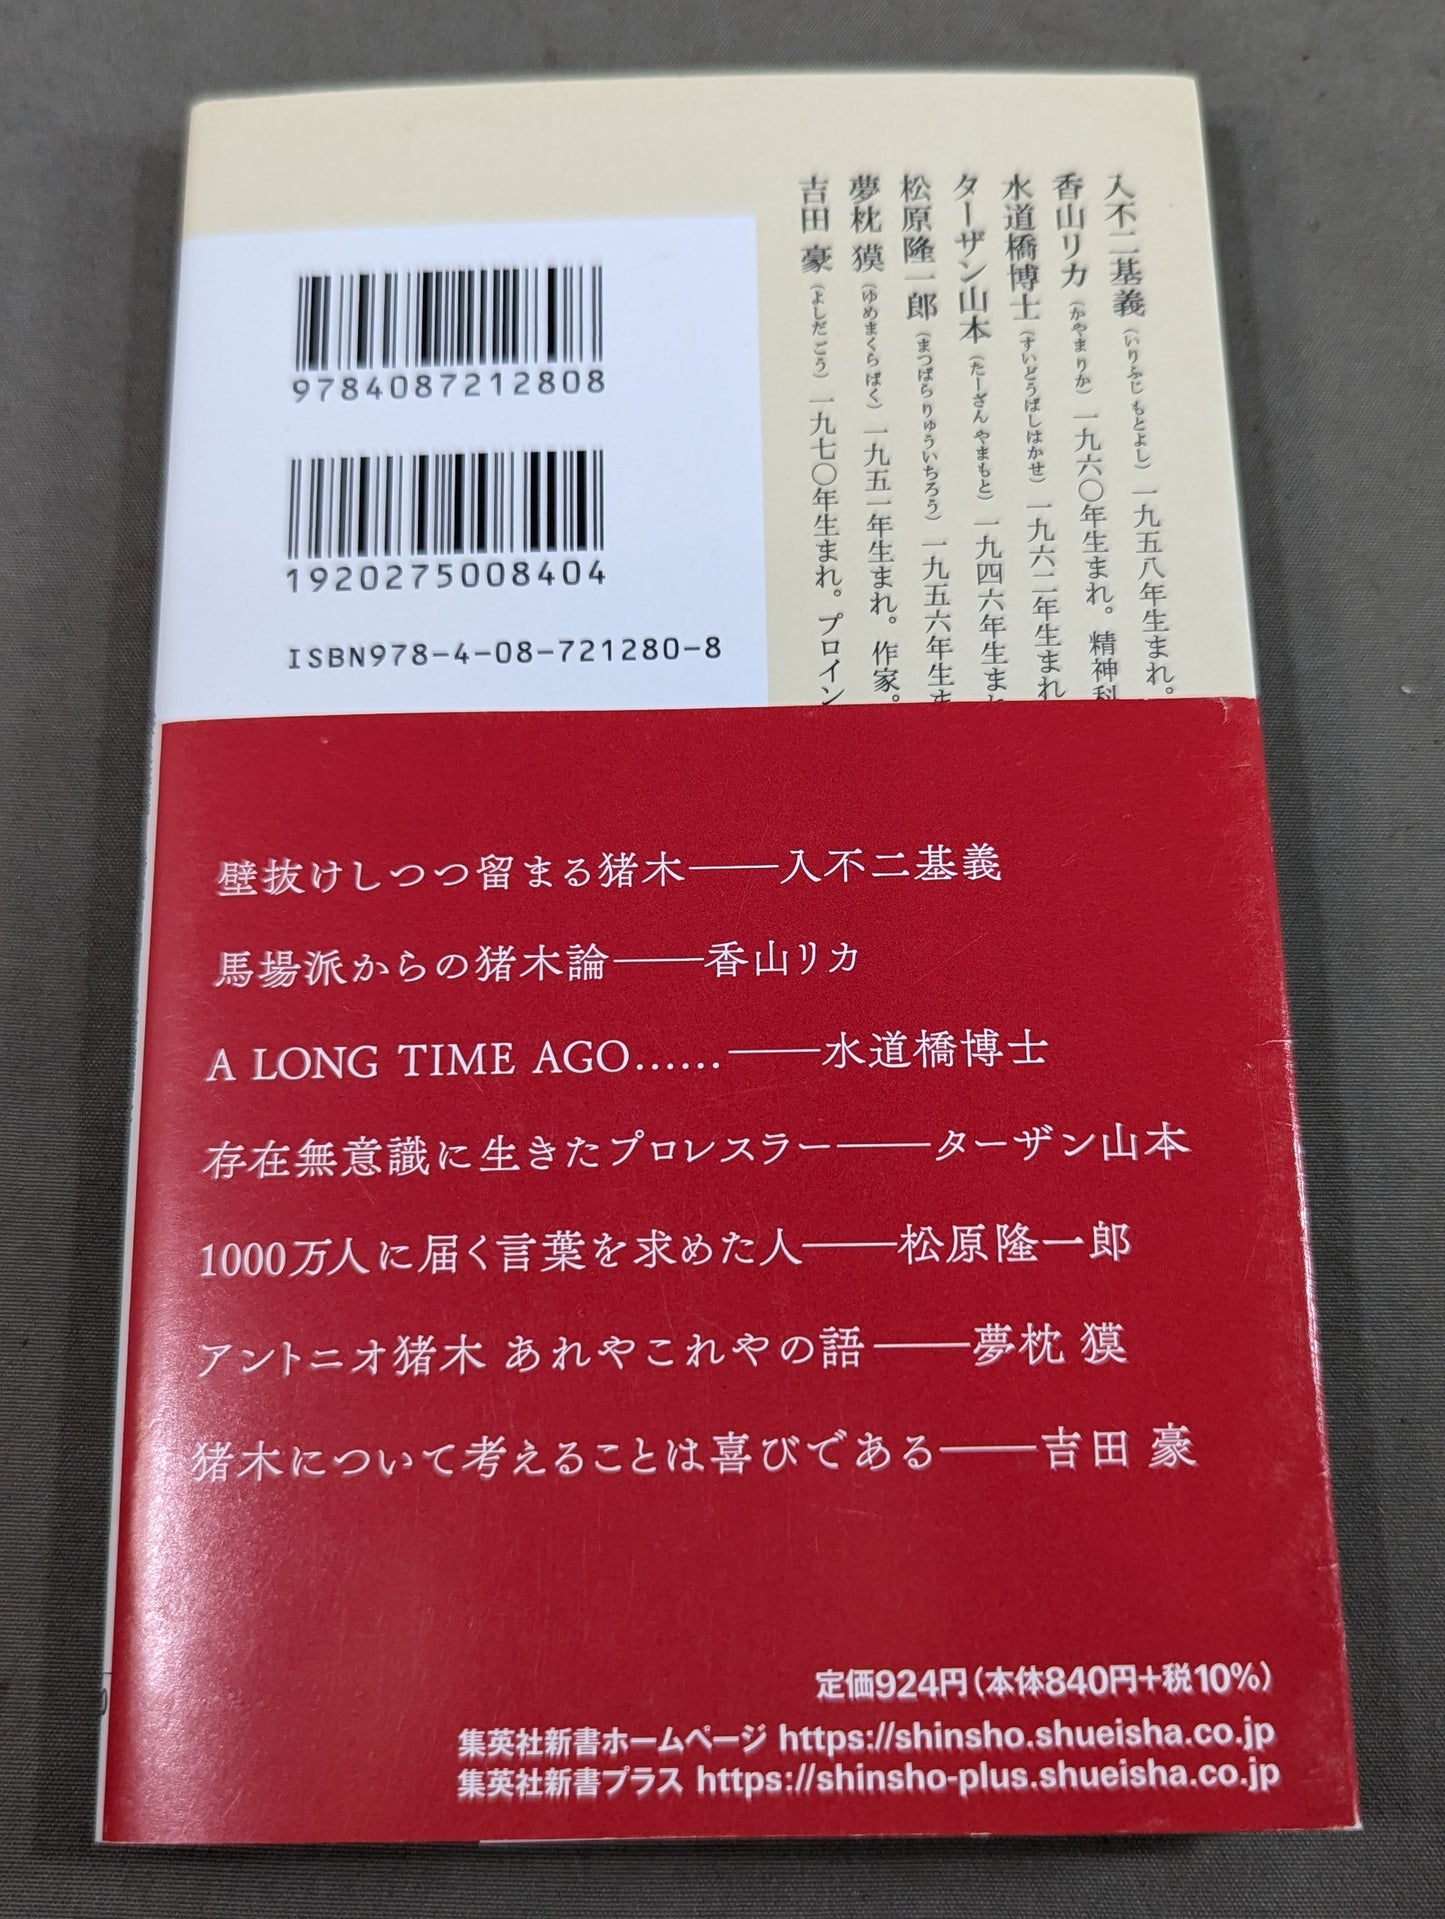 入不二基義（いりふじ もとよし）一九五八年生まれ。
香山リカ（かやま りか）一九六〇年生まれ。精神科
水道橋博士（すいどうばしはかせ）一九六二年生まれ
ターザン山本（たーざん やまもと）一九四六年生まれ
松原隆一郎（まつばら りゅういちろう）一九五六年生ま
夢枕 獏（ゆめまくら ばく）一九五一年生まれ。作家。
吉田 豪（よしだ ごう）一九七〇年生まれ。プロイン
9784087212808
1920275008404
ISBN978-4-08-721280-8
壁抜けしつつ留まる猪木――入不二基義
馬場派からの猪木論――香山リカ
A LONG TIME AGO……――水道橋博士
存在無意識に生きたプロレスラー――ターザン山本
1000万人に届く言葉を求めた人――松原隆一郎
アントニオ猪木 あれやこれやの語――夢枕 獏
猪木について考えることは喜びである――吉田 豪
定価924円（本体840円+税10%）
集英社新書ホームページ https://shinsho.shueisha.co.jp
集英社新書プラス https://shinsho-plus.shueisha.co.jp